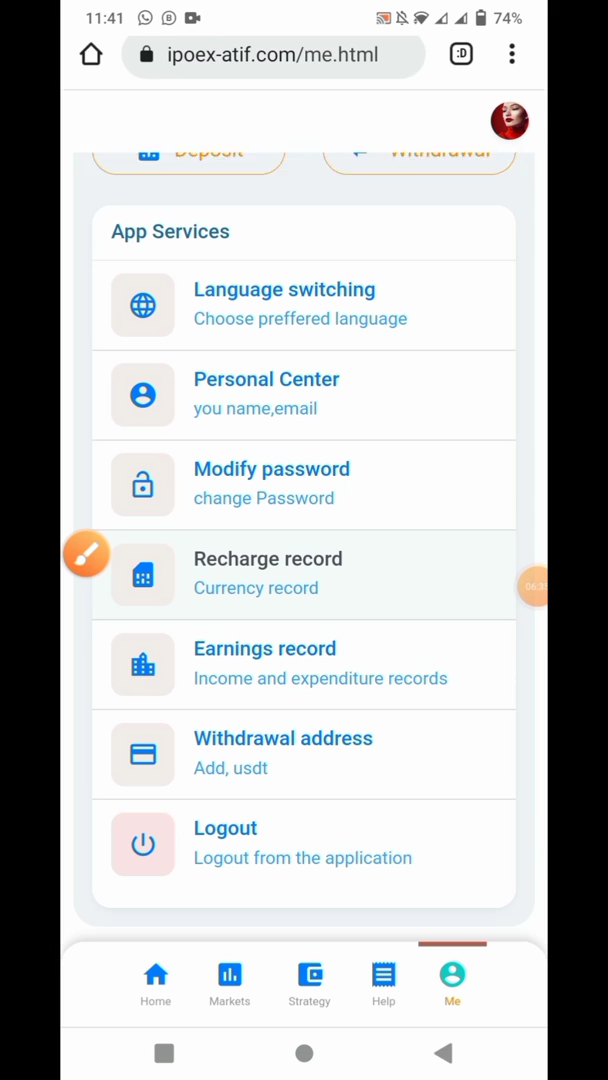 11:41
74%
ipoex-atif.com/me.html
:D
Deposit
Withdrawal
App Services
Language switching
Choose preffered language
Personal Center
you name,email
Modify password
change Password
Recharge record
Currency record
Earnings record
Income and expenditure records
Withdrawal address
Add, usdt
Logout
Logout from the application
Home
Markets
Strategy
Help
Me